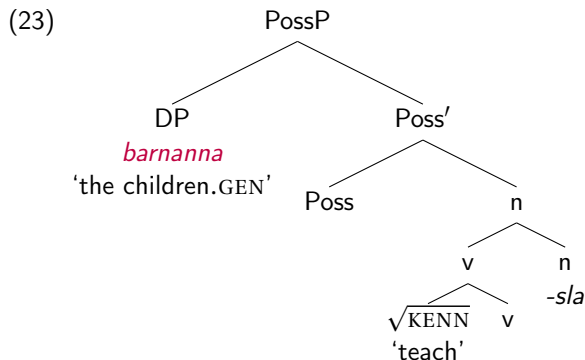 (23) PossP
DP Poss′
barnanna
‘the children.GEN’ Poss n
v n
-sla
√KENN v
‘teach’